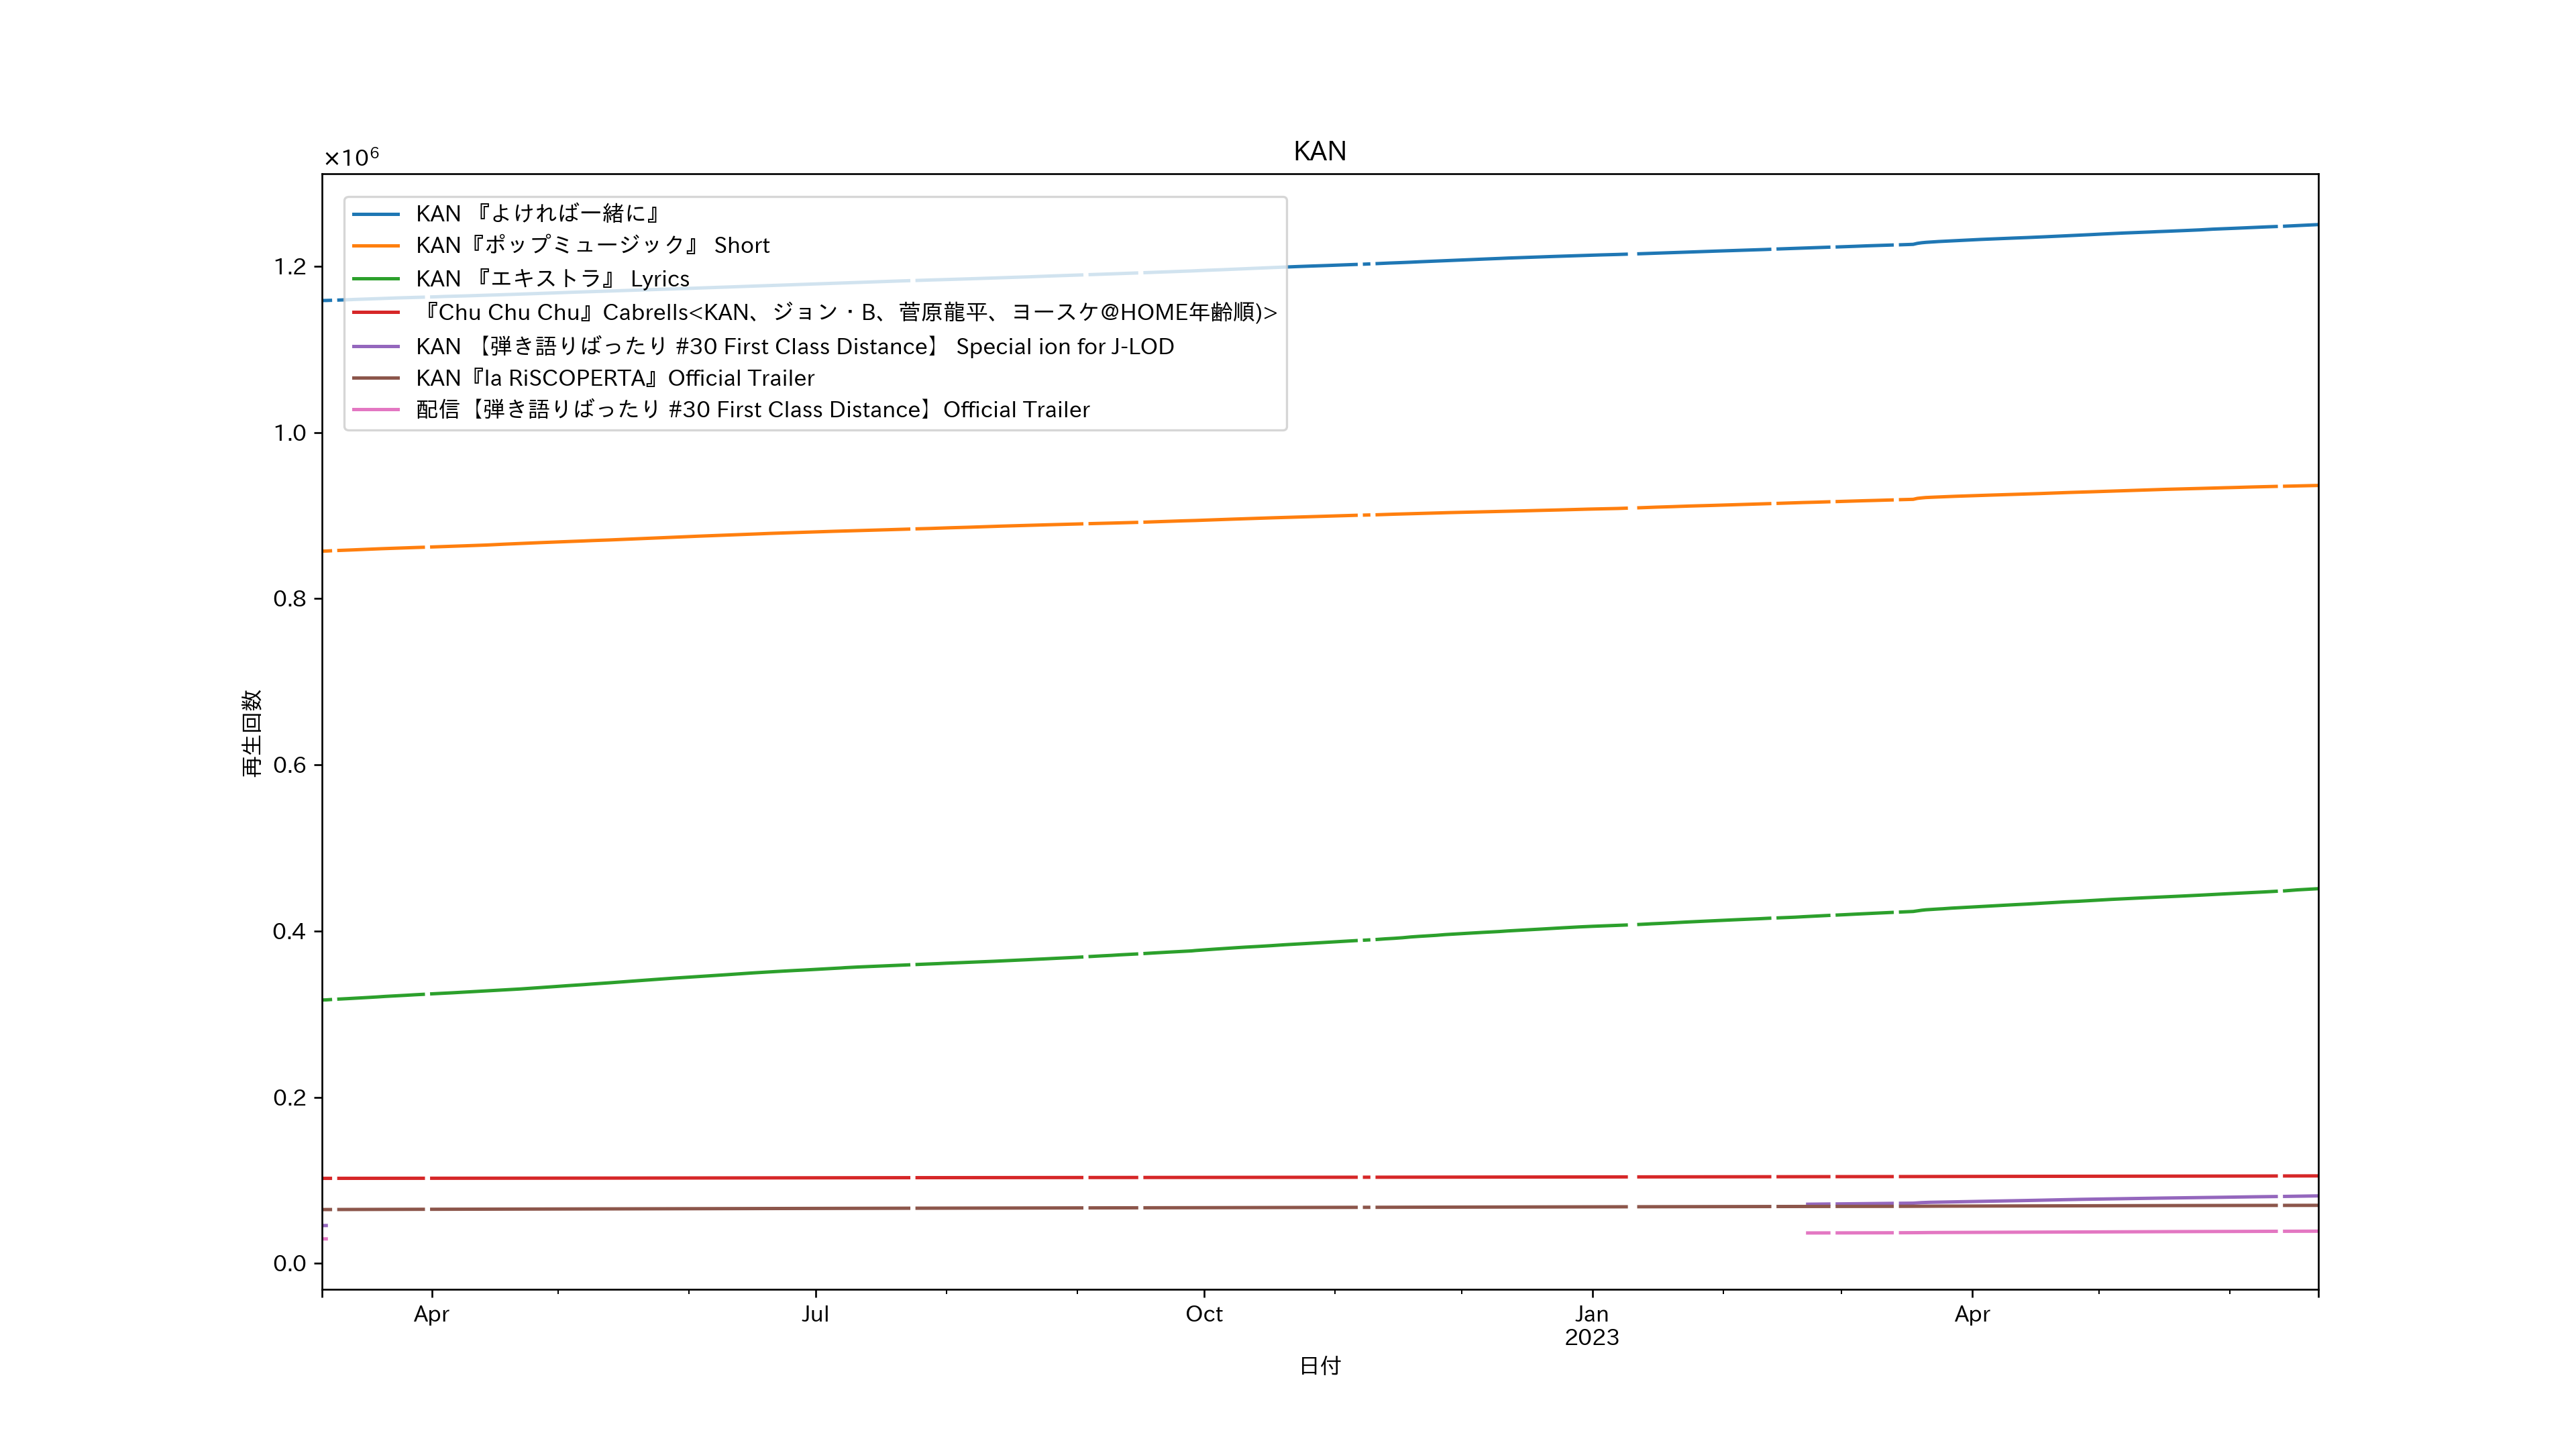 KAN
×10⁶
KAN 『よければ一緒に』
KAN『ポップミュージック』 Short
KAN 『エキストラ』 Lyrics
『Chu Chu Chu』Cabrells<KAN、ジョン・B、菅原龍平、ヨースケ@HOME年齢順)>
KAN 【弾き語りばったり #30 First Class Distance】 Special ion for J-LOD
KAN『la RiSCOPERTA』Official Trailer
配信【弾き語りばったり #30 First Class Distance】Official Trailer
1.2
1.0
0.8
0.6
0.4
0.2
0.0
再生回数
Apr
Jul
Oct
Jan
2023
Apr
日付